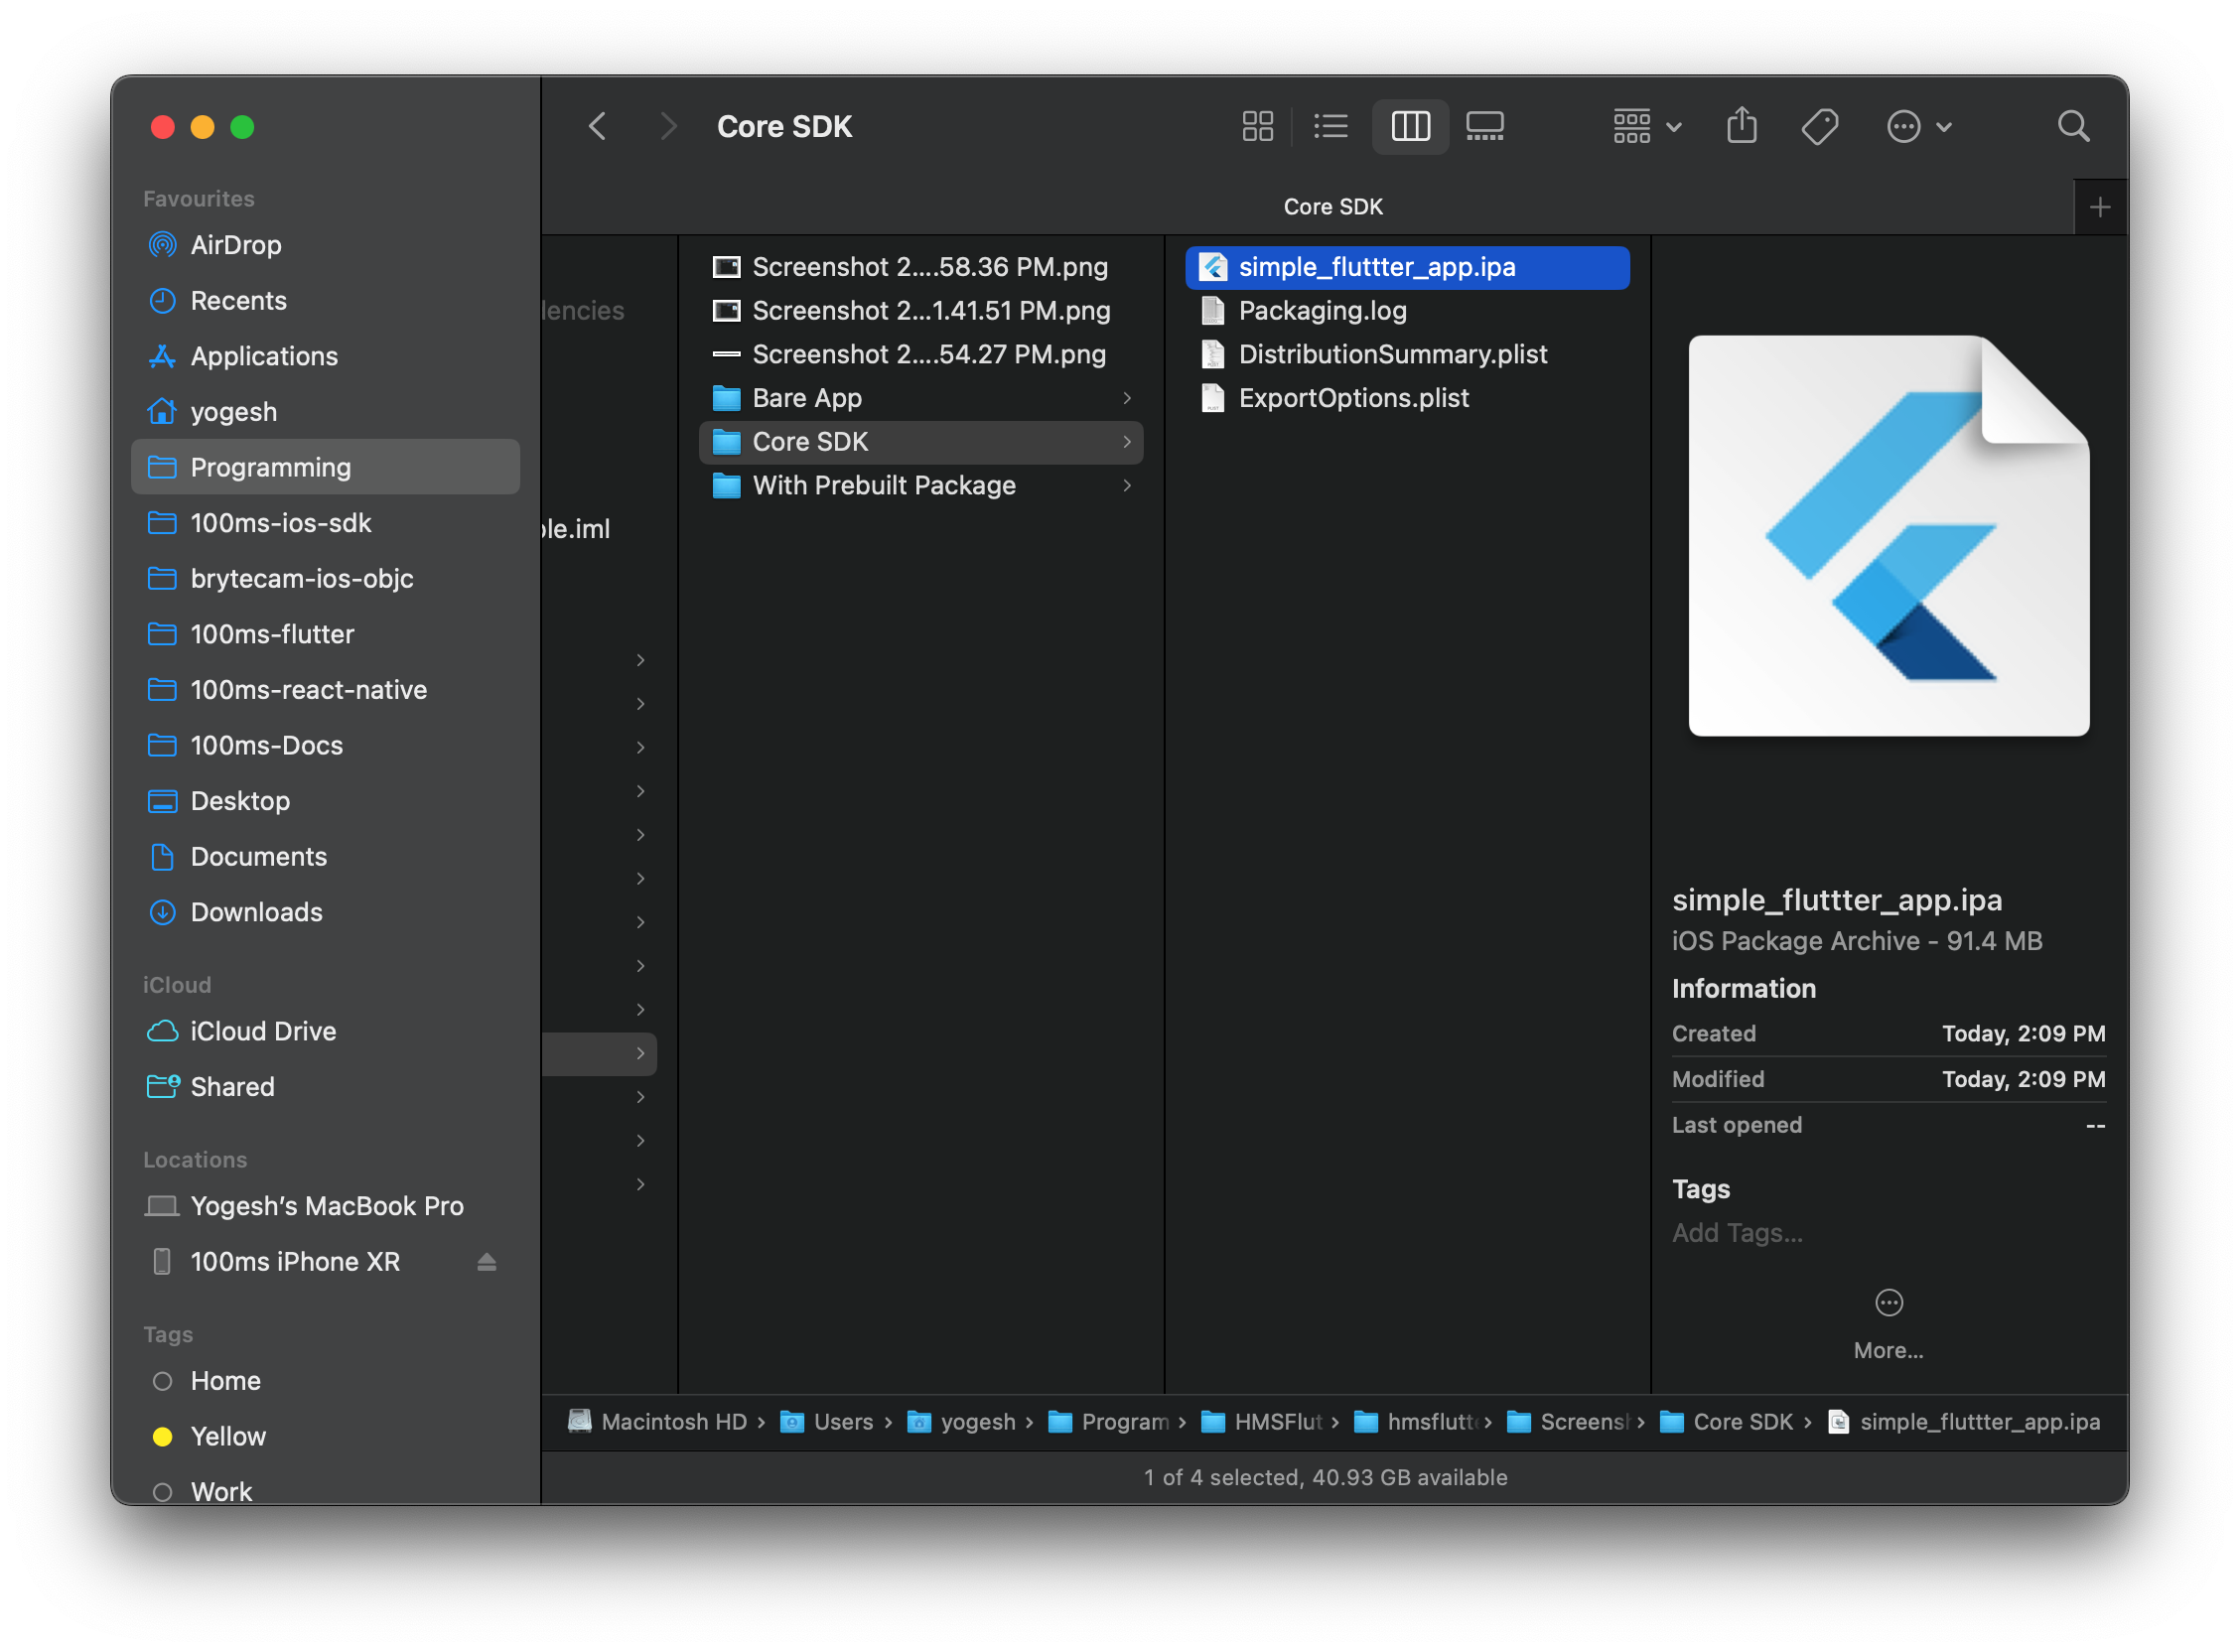 Core SDK
Core SDK
Favourites
AirDrop
Recents
Applications
yogesh
Programming
100ms-ios-sdk
brytecam-ios-objc
100ms-flutter
100ms-react-native
100ms-Docs
Desktop
Documents
Downloads
iCloud
iCloud Drive
Shared
Locations
Yogesh’s MacBook Pro
100ms iPhone XR
Tags
Home
Yellow
Work
lencies
ple.iml
Screenshot 2....58.36 PM.png
Screenshot 2...1.41.51 PM.png
Screenshot 2....54.27 PM.png
Bare App
Core SDK
With Prebuilt Package
simple_fluttter_app.ipa
Packaging.log
DistributionSummary.plist
ExportOptions.plist
simple_fluttter_app.ipa
iOS Package Archive - 91.4 MB
Information
Created Today, 2:09 PM
Modified Today, 2:09 PM
Last opened --
Tags
Add Tags...
More...
Macintosh HD › Users › yogesh › Program › HMSFlut › hmsflutt › Screensh › Core SDK › simple_fluttter_app.ipa
1 of 4 selected, 40.93 GB available